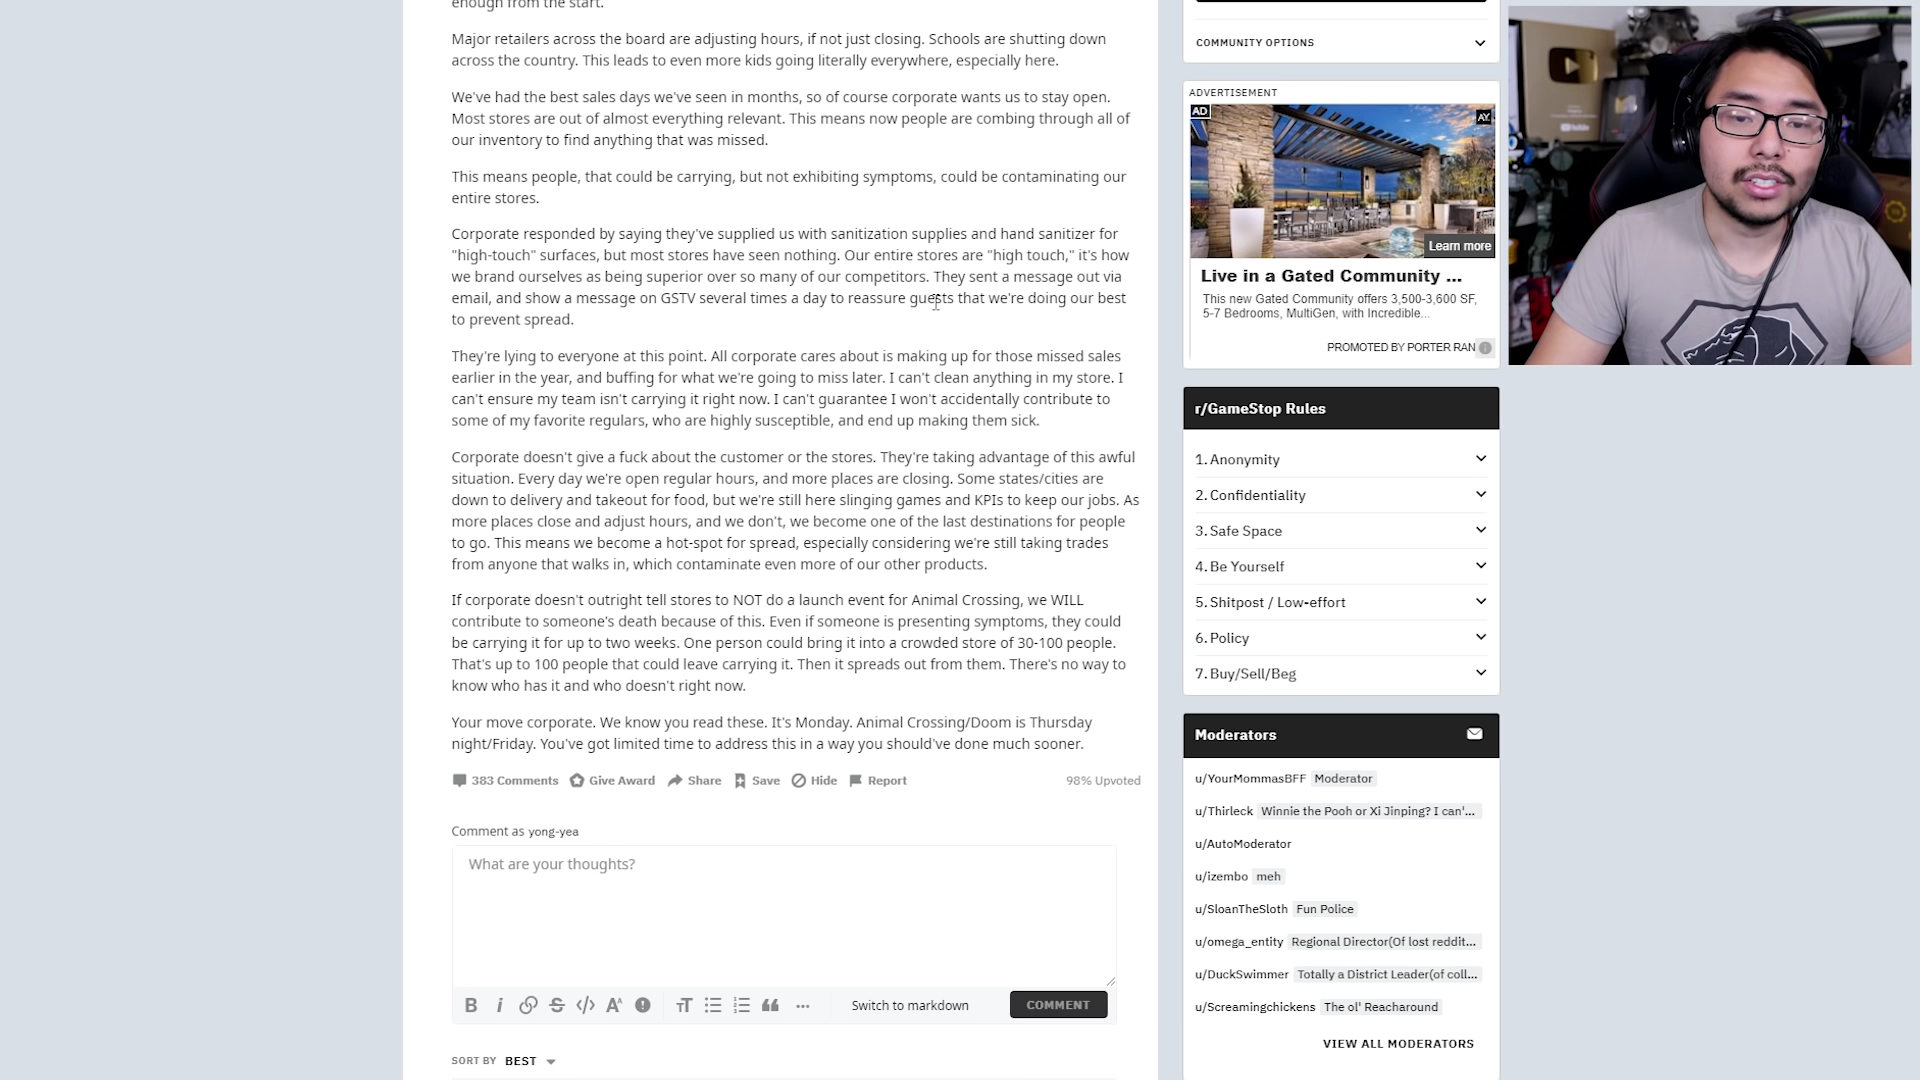 enough from the start.
Major retailers across the board are adjusting hours, if not just closing. Schools are shutting down
across the country. This leads to even more kids going literally everywhere, especially here.
We've had the best sales days we've seen in months, so of course corporate wants us to stay open.
Most stores are out of almost everything relevant. This means now people are combing through all of
our inventory to find anything that was missed.
This means people, that could be carrying, but not exhibiting symptoms, could be contaminating our
entire stores.
Corporate responded by saying they've supplied us with sanitization supplies and hand sanitizer for
"high-touch" surfaces, but most stores have seen nothing. Our entire stores are "high touch," it's how
we brand ourselves as being superior over so many of our competitors. They sent a message out via
email, and show a message on GSTV several times a day to reassure guests that we're doing our best
to prevent spread.
They're lying to everyone at this point. All corporate cares about is making up for those missed sales
earlier in the year, and buffing for what we're going to miss later. I can't clean anything in my store. I
can't ensure my team isn't carrying it right now. I can't guarantee I won't accidentally contribute to
some of my favorite regulars, who are highly susceptible, and end up making them sick.
Corporate doesn't give a fuck about the customer or the stores. They're taking advantage of this awful
situation. Every day we're open regular hours, and more places are closing. Some states/cities are
down to delivery and takeout for food, but we're still here slinging games and KPIs to keep our jobs. As
more places close and adjust hours, and we don't, we become one of the last destinations for people
to go. This means we become a hot-spot for spread, especially considering we're still taking trades
from anyone that walks in, which contaminate even more of our other products.
If corporate doesn't outright tell stores to NOT do a launch event for Animal Crossing, we WILL
contribute to someone's death because of this. Even if someone is presenting symptoms, they could
be carrying it for up to two weeks. One person could bring it into a crowded store of 30-100 people.
That's up to 100 people that could leave carrying it. Then it spreads out from them. There's no way to
know who has it and who doesn't right now.
Your move corporate. We know you read these. It's Monday. Animal Crossing/Doom is Thursday
night/Friday. You've got limited time to address this in a way you should've done much sooner.
383 Comments Give Award Share Save Hide Report 98% Upvoted
Comment as yong-yea
What are your thoughts?
Switch to markdown COMMENT
SORT BY BEST
COMMUNITY OPTIONS
ADVERTISEMENT
AD
AY
Learn more
Live in a Gated Community ...
This new Gated Community offers 3,500-3,600 SF,
5-7 Bedrooms, MultiGen, with Incredible...
PROMOTED BY PORTER RAN
r/GameStop Rules
1. Anonymity
2. Confidentiality
3. Safe Space
4. Be Yourself
5. Shitpost / Low-effort
6. Policy
7. Buy/Sell/Beg
Moderators
u/YourMommasBFF Moderator
u/Thirleck Winnie the Pooh or Xi Jinping? I can'...
u/AutoModerator
u/izembo meh
u/SloanTheSloth Fun Police
u/omega_entity Regional Director(Of lost reddit...
u/DuckSwimmer Totally a District Leader(of coll...
u/Screamingchickens The ol' Reacharound
VIEW ALL MODERATORS